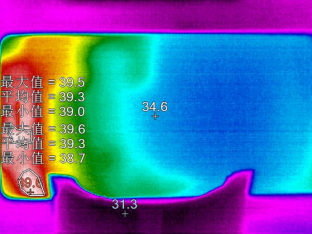 最大值 = 39.5
平均值 = 39.3
最小值 = 39.0
34.6
最大值 = 39.6
平均值 = 39.3
最小值 = 38.7
31.3